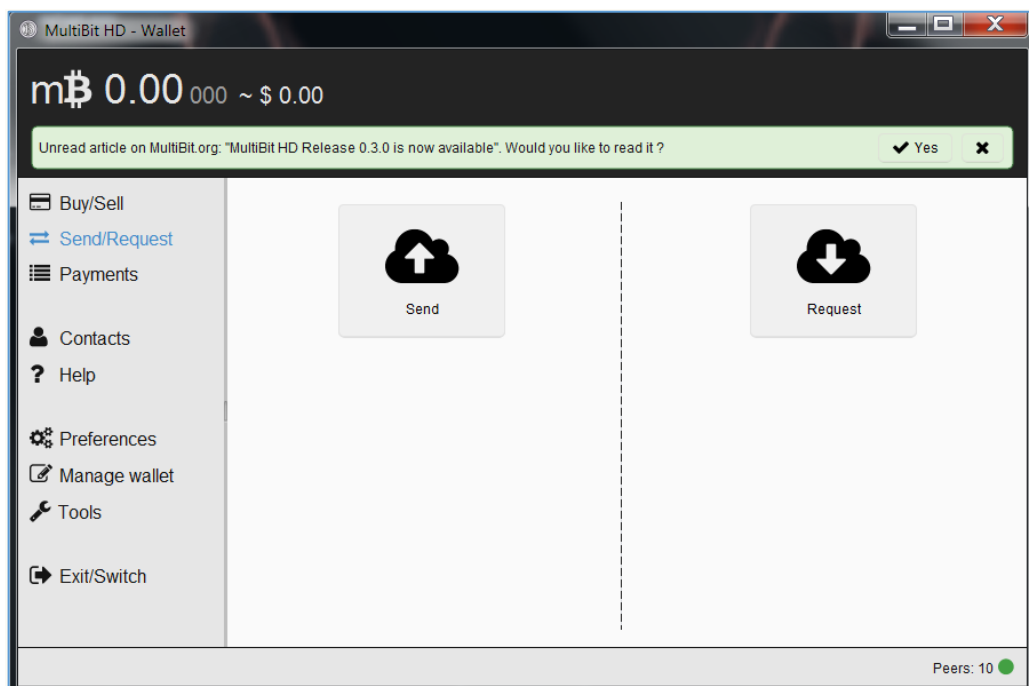 MultiBit HD - Wallet
m₿ 0.00 000 ~ $ 0.00
Unread article on MultiBit.org: "MultiBit HD Release 0.3.0 is now available". Would you like to read it ?
Yes
Buy/Sell
Send/Request
Payments
Contacts
? Help
Preferences
Manage wallet
Tools
Exit/Switch
Send
Request
Peers: 10